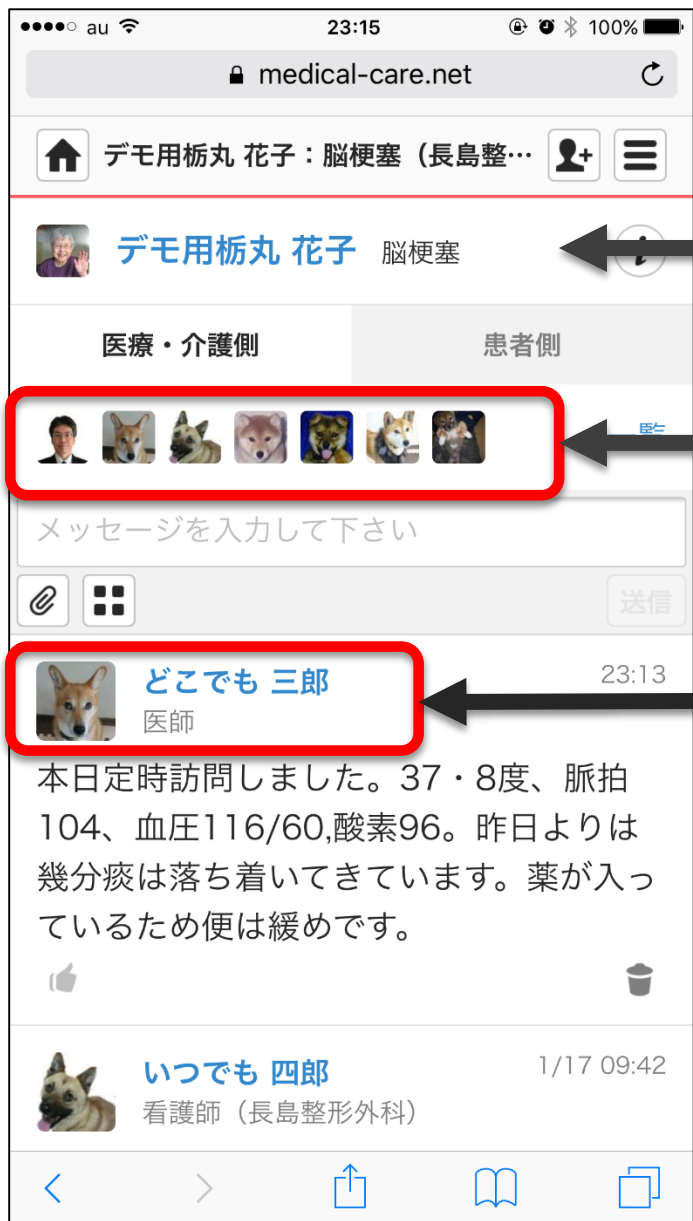 au 23:15 100%
medical-care.net
デモ用栃丸 花子：脳梗塞（長島整…
デモ用栃丸 花子 脳梗塞
i
医療・介護側 患者側
メッセージを入力して下さい
送信
どこでも 三郎 23:13
医師
本日定時訪問しました。37・8度、脈拍
104、血圧116/60,酸素96。昨日よりは
幾分痰は落ち着いてきています。薬が入っ
ているため便は緩めです。
いつでも 四郎 1/17 09:42
看護師（長島整形外科）